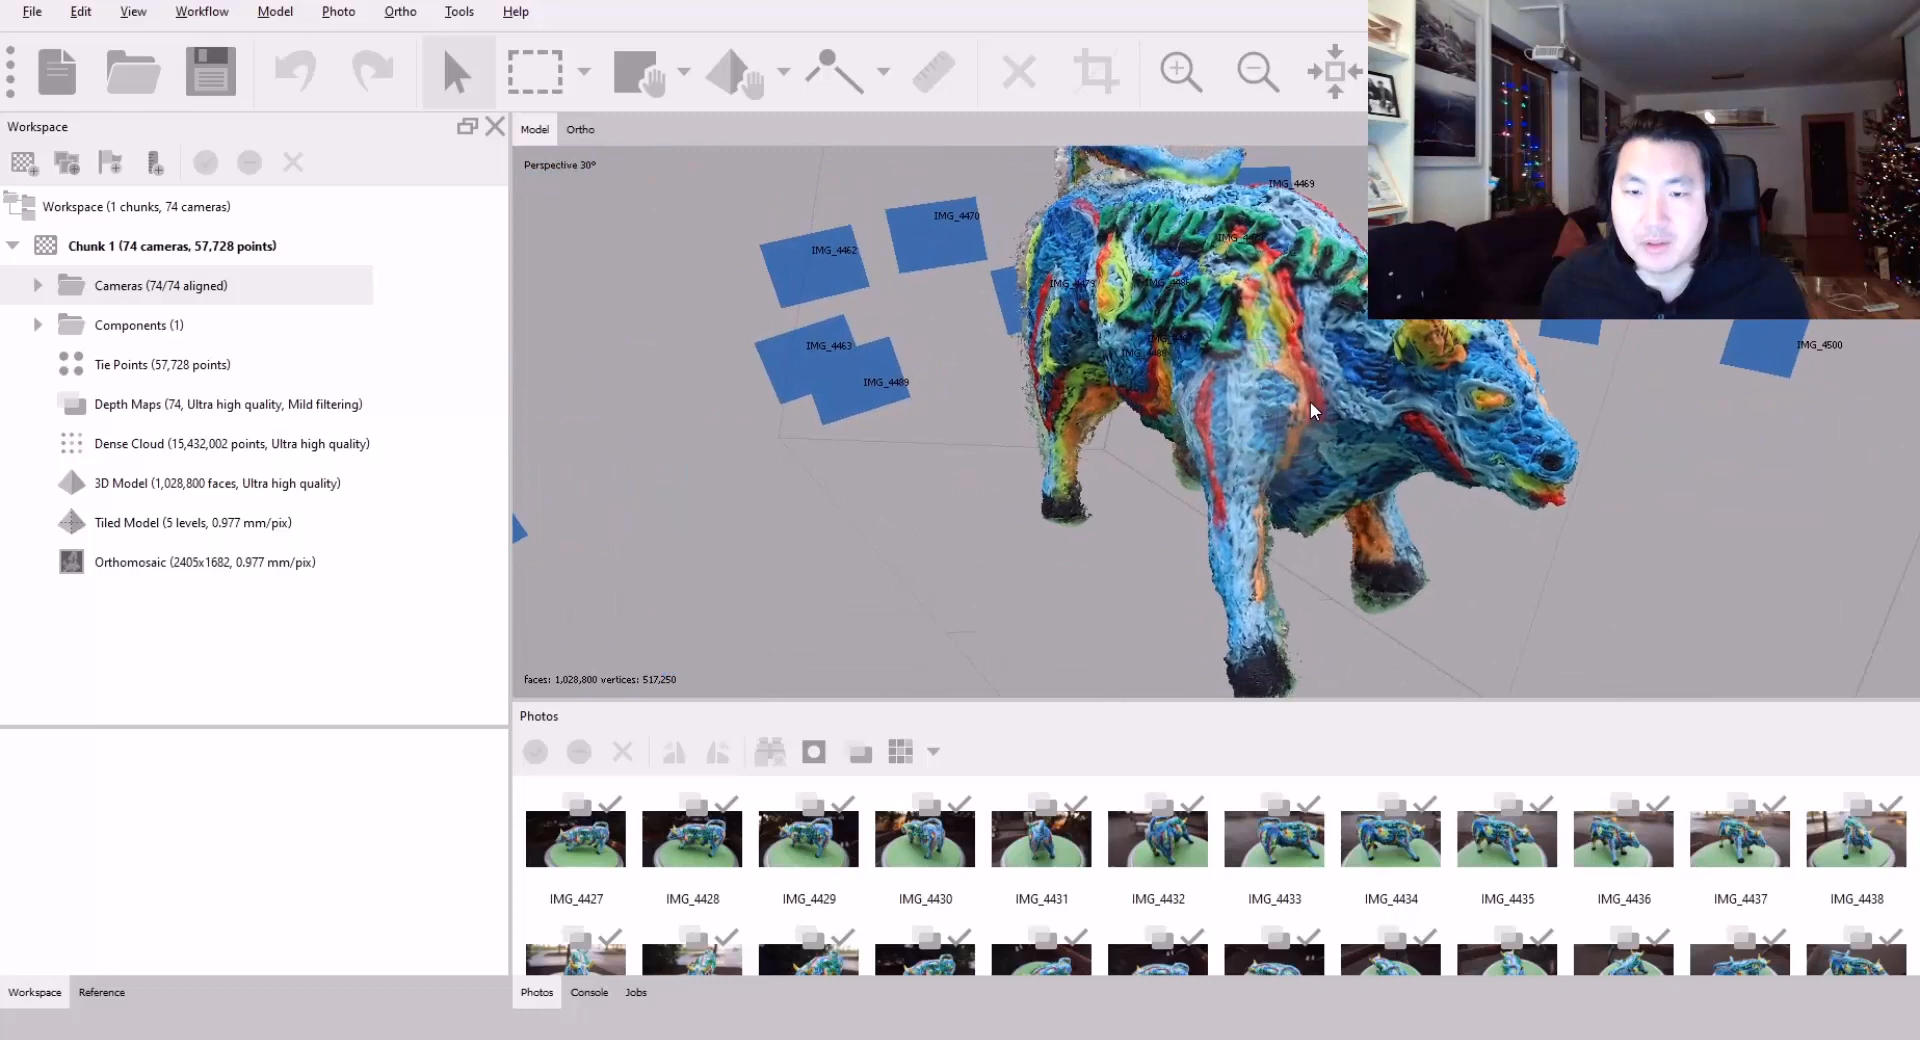 File Edit View Workflow Model Photo Ortho Tools Help
Workspace
Workspace (1 chunks, 74 cameras)
Chunk 1 (74 cameras, 57,728 points)
Cameras (74/74 aligned)
Components (1)
Tie Points (57,728 points)
Depth Maps (74, Ultra high quality, Mild filtering)
Dense Cloud (15,432,002 points, Ultra high quality)
3D Model (1,028,800 faces, Ultra high quality)
Tiled Model (5 levels, 0.977 mm/pix)
Orthomosaic (2405x1682, 0.977 mm/pix)
Workspace Reference
Model Ortho
Perspective 30°
IMG_4469
IMG_4470
IMG_4462
IMG_4473
IMG_4463
IMG_4500
IMG_4489
faces: 1,028,800 vertices: 517,250
Photos
IMG_4427 IMG_4428 IMG_4429 IMG_4430 IMG_4431 IMG_4432 IMG_4433 IMG_4434 IMG_4435 IMG_4436 IMG_4437 IMG_4438
Photos Console Jobs